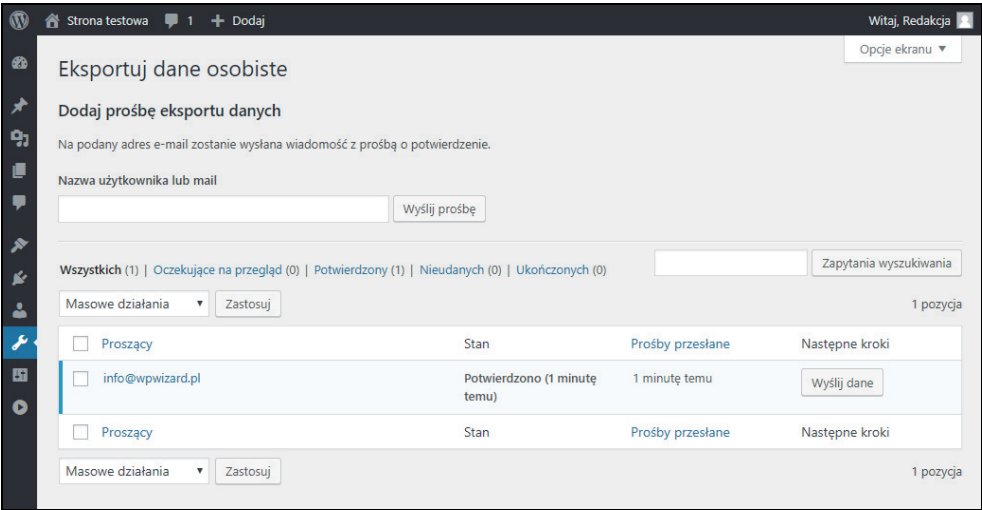 Strona testowa 1 + Dodaj Witaj, Redakcja
Opcje ekranu ▼
Eksportuj dane osobiste
Dodaj prośbę eksportu danych
Na podany adres e-mail zostanie wysłana wiadomość z prośbą o potwierdzenie.
Nazwa użytkownika lub mail
Wyślij prośbę
Wszystkich (1) | Oczekujące na przegląd (0) | Potwierdzony (1) | Nieudanych (0) | Ukończonych (0) Zapytania wyszukiwania
Masowe działania ▼ Zastosuj 1 pozycja
Proszący Stan Prośby przesłane Następne kroki
info@wpwizard.pl Potwierdzono (1 minutę 1 minutę temu Wyślij dane
temu)
Proszący Stan Prośby przesłane Następne kroki
Masowe działania ▼ Zastosuj 1 pozycja